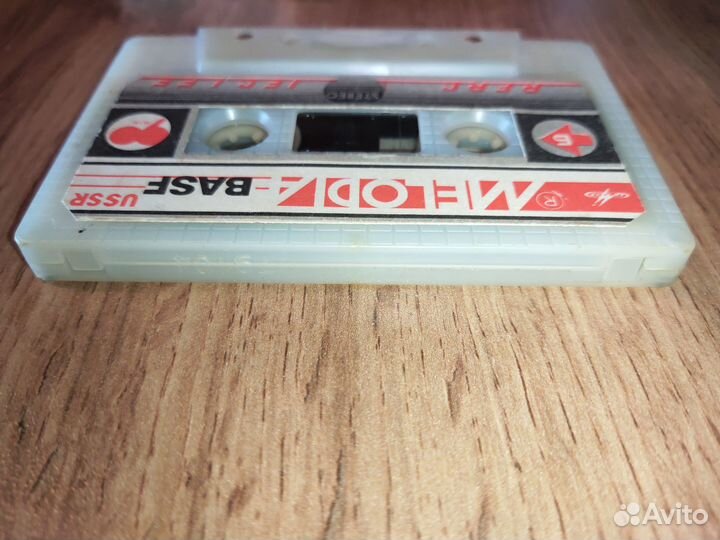 ® MELODIA BASF USSR
B
STEREO
Avito